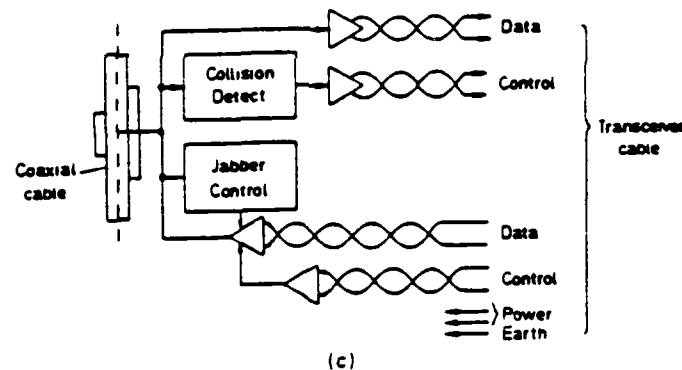 Data
Collision
Detect
Control
Transceiver
cable
Coaxial
cable
Jabber
Control
Data
Control
Power
Earth
(c)